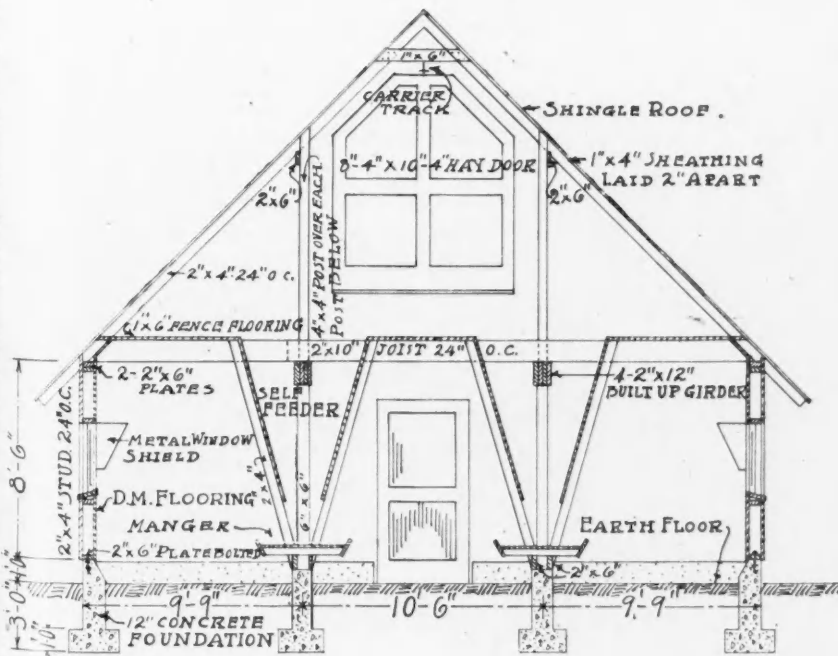 1"x6"
CARRIER
TRACK
SHINGLE ROOF.
8'-4"x10'-4" HAY DOOR
1"x4" SHEATHING
LAID 2" APART
2"x6"
2"x6"
4"x4" POST OVER EACH
POST BELOW
2"x4"-24" O.C.
1"x6" FENCE FLOORING
2"x10" JOIST 24" O.C.
2-2"x6"
PLATES
SELF
FEEDER
4-2"x12"
BUILT UP GIRDER
8'-6"
2"x4" STUD. 24" O.C.
METAL WINDOW
SHIELD
D.M. FLOORING
2"x4"
6"x6"
MANGER
EARTH FLOOR
2"x6" PLATE BOLTED
2"x6"
3'-0"
10"
9'-9"
10'-6"
9'-9"
12" CONCRETE
FOUNDATION